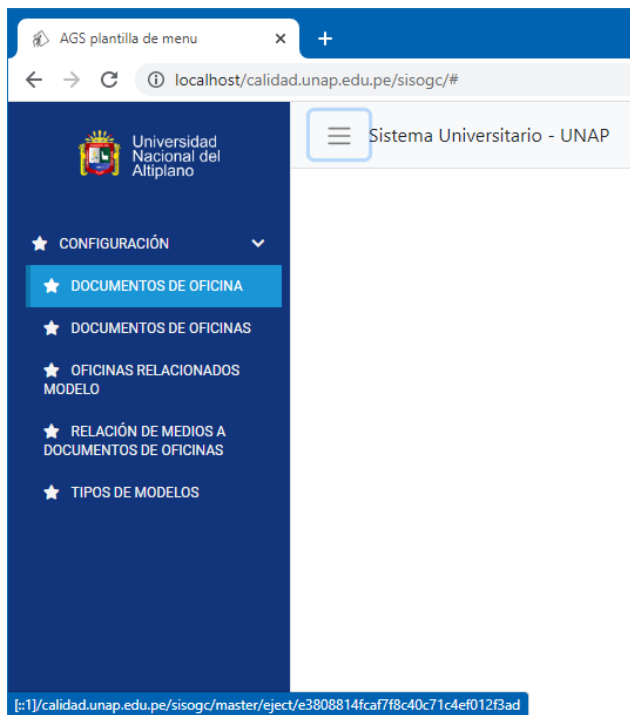 AGS plantilla de menu
localhost/calidad.unap.edu.pe/sisogc/#
Universidad
Nacional del
Altiplano
Sistema Universitario - UNAP
CONFIGURACIÓN
DOCUMENTOS DE OFICINA
DOCUMENTOS DE OFICINAS
OFICINAS RELACIONADOS
MODELO
RELACIÓN DE MEDIOS A
DOCUMENTOS DE OFICINAS
TIPOS DE MODELOS
[::1]/calidad.unap.edu.pe/sisogc/master/eject/e3808814fcaf7f8c40c71c4ef012f3ad